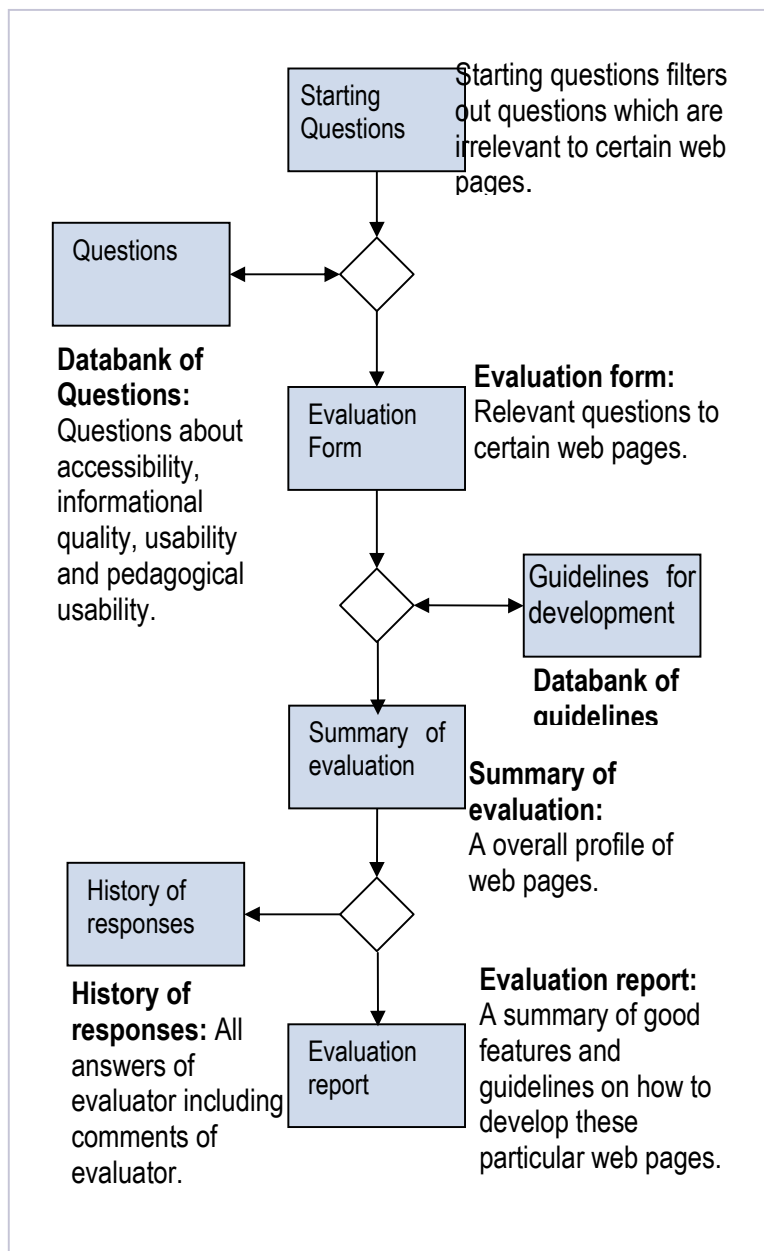 Starting
Questions
Starting questions filters
out questions which are
irrelevant to certain web
pages.
Questions
Databank of
Questions:
Questions about
accessibility,
informational
quality, usability
and pedagogical
usability.
Evaluation
Form
Evaluation form:
Relevant questions to
certain web pages.
Guidelines for
development
Databank of
guidelines
Summary of
evaluation
Summary of
evaluation:
A overall profile of
web pages.
History of
responses
History of
responses: All
answers of
evaluator including
comments of
evaluator.
Evaluation
report
Evaluation report:
A summary of good
features and
guidelines on how to
develop these
particular web pages.